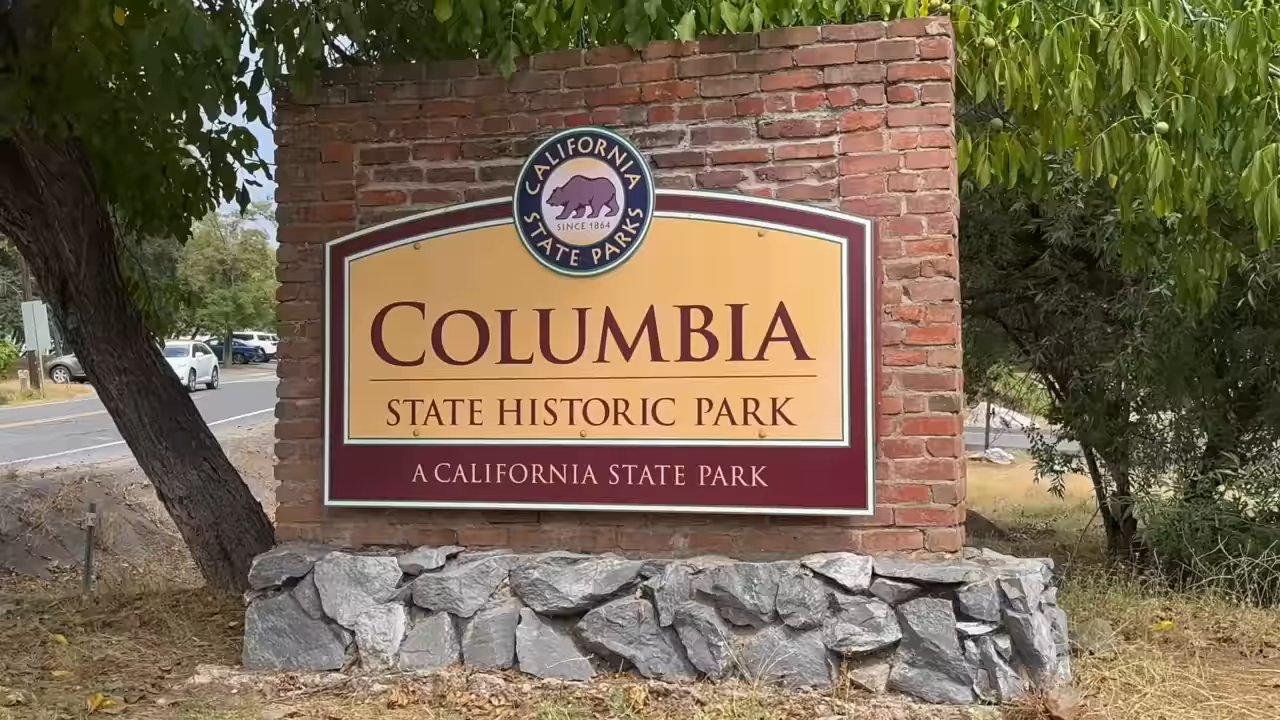 CALIFORNIA
SINCE 1864
STATE PARKS
COLUMBIA
STATE HISTORIC PARK
A CALIFORNIA STATE PARK